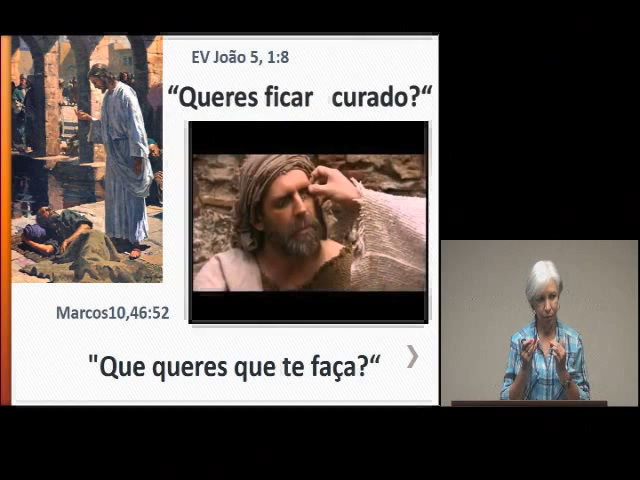 EV João 5, 1:8
“Queres ficar curado?“
Marcos10,46:52
"Que queres que te faça?“